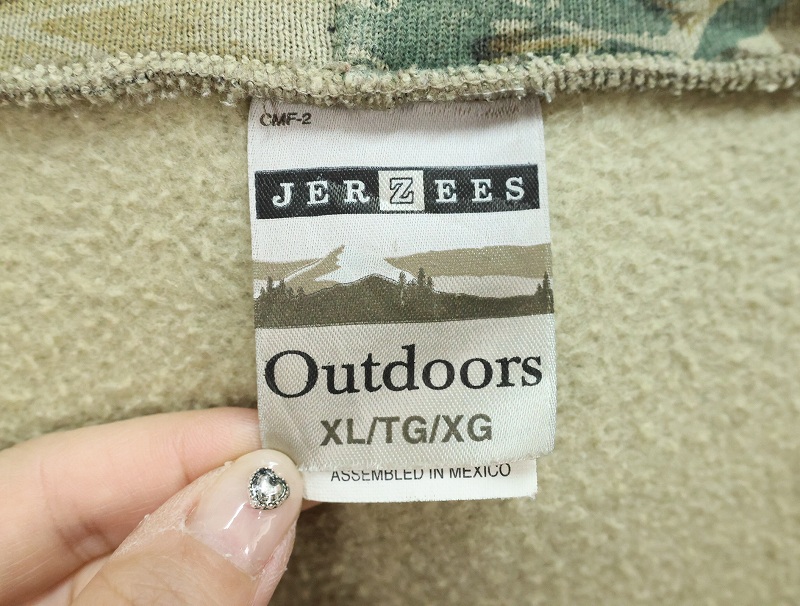 CMF-2
JERZEES
Outdoors
XL/TG/XG
ASSEMBLED IN MEXICO